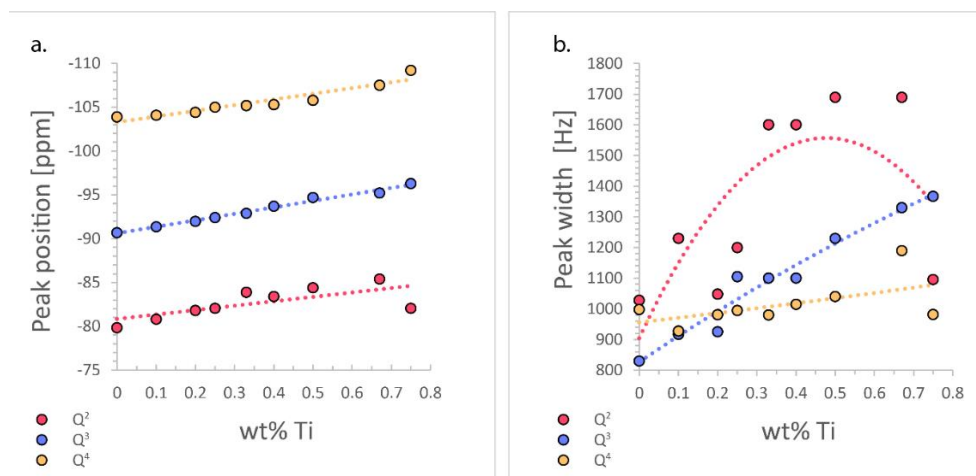 a.
Peak position [ppm]
-110
-105
-100
-95
-90
-85
-80
-75
0 0.1 0.2 0.3 0.4 0.5 0.6 0.7 0.8
wt% Ti
Q²
Q³
Q⁴
b.
Peak width [Hz]
1800
1700
1600
1500
1400
1300
1200
1100
1000
900
800
0 0.1 0.2 0.3 0.4 0.5 0.6 0.7 0.8
wt% Ti
Q²
Q³
Q⁴